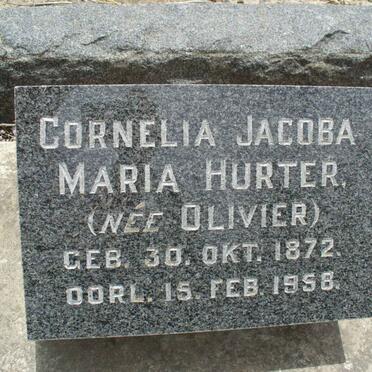 CORNELIA JACOBA
MARIA HURTER.
(NÉE OLIVIER)
GEB. 30. OKT. 1872.
OORL. 15. FEB. 1958.